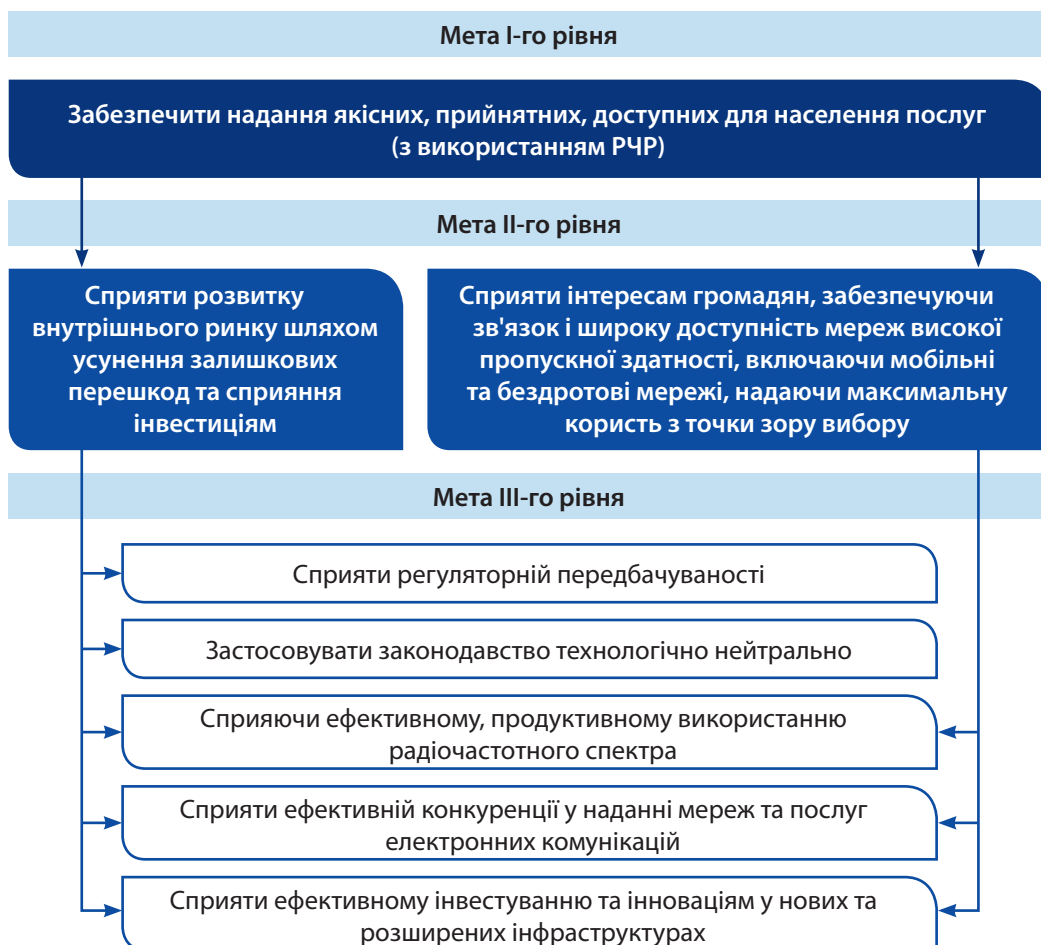 Мета І-го рівня
Забезпечити надання якісних, прийнятних, доступних для населення послуг
(з використанням РЧР)
Мета ІІ-го рівня
Сприяти розвитку
внутрішнього ринку шляхом
усунення залишкових
перешкод та сприяння
інвестиціям
Сприяти інтересам громадян, забезпечуючи
зв'язок і широку доступність мереж високої
пропускної здатності, включаючи мобільні
та бездротові мережі, надаючи максимальну
користь з точки зору вибору
Мета ІІІ-го рівня
Сприяти регуляторній передбачуваності
Застосовувати законодавство технологічно нейтрально
Сприяючи ефективному, продуктивному використанню
радіочастотного спектра
Сприяти ефективній конкуренції у наданні мереж та послуг
електронних комунікацій
Сприяти ефективному інвестуванню та інноваціям у нових та
розширених інфраструктурах